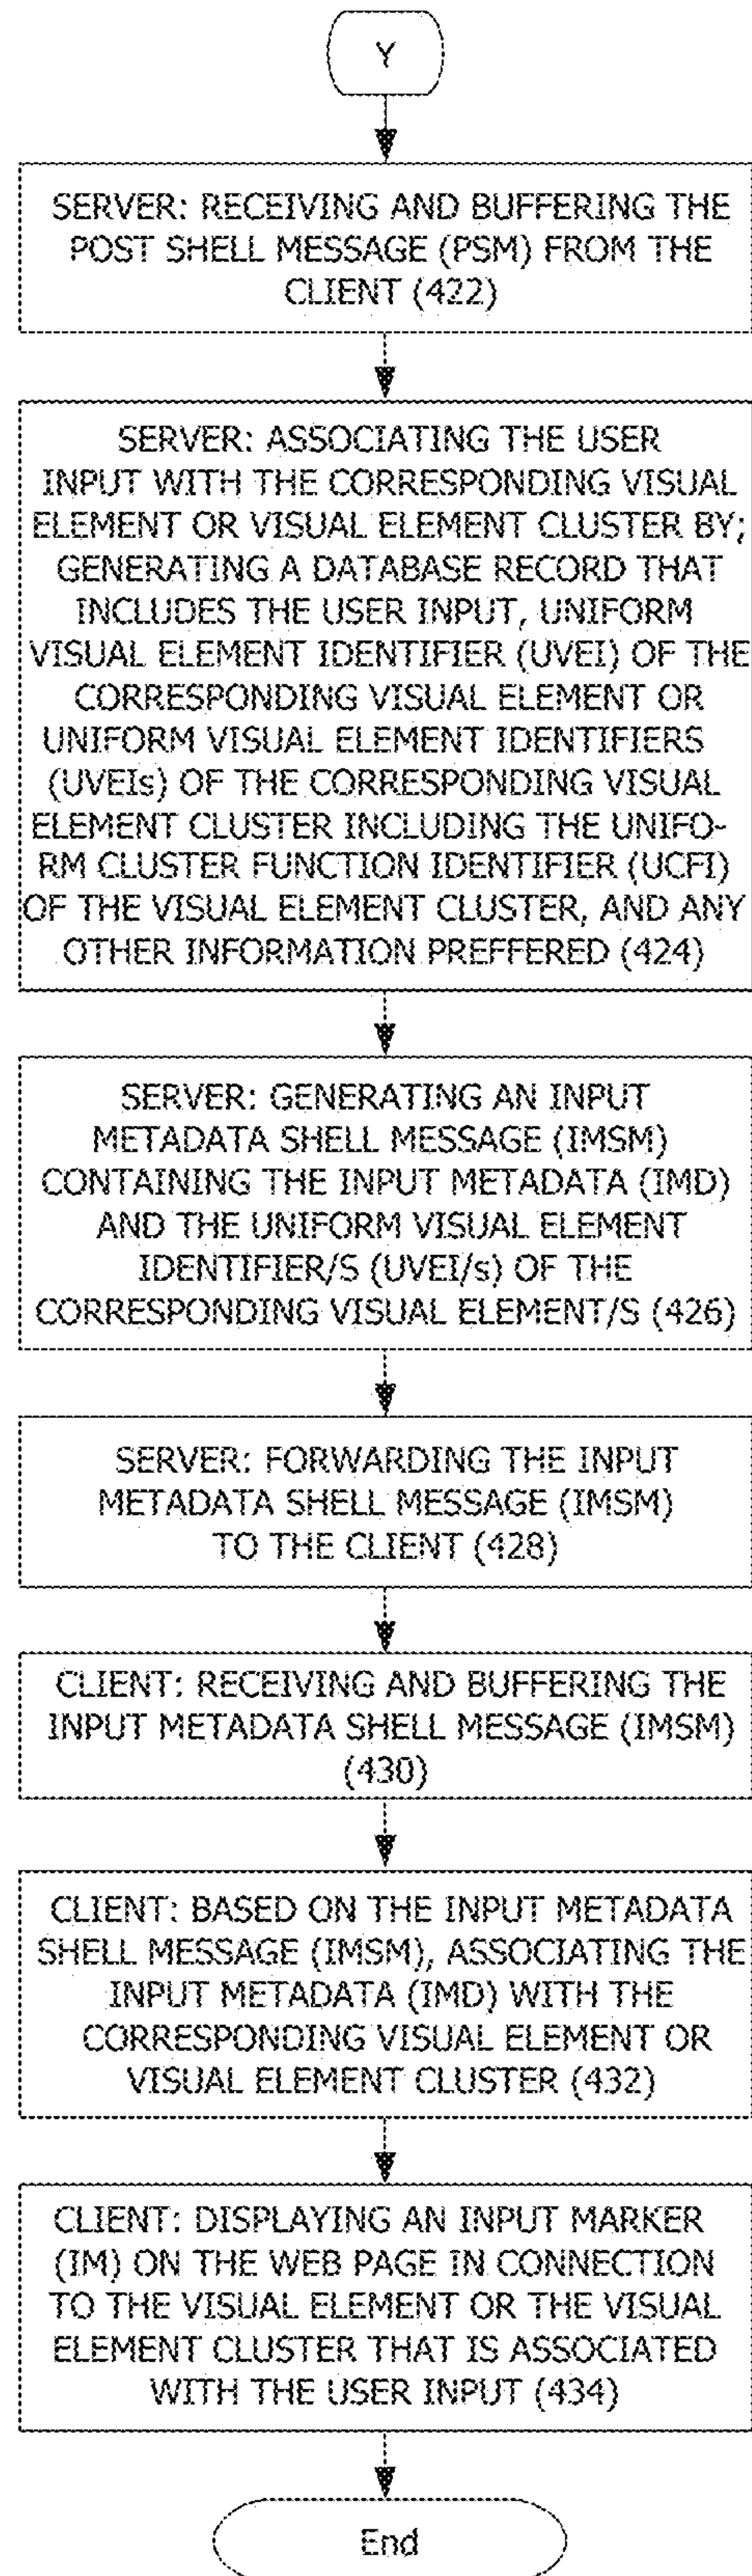 Y
SERVER: RECEIVING AND BUFFERING THE
POST SHELL MESSAGE (PSM) FROM THE
CLIENT (422)
SERVER: ASSOCIATING THE USER
INPUT WITH THE CORRESPONDING VISUAL
ELEMENT OR VISUAL ELEMENT CLUSTER BY;
GENERATING A DATABASE RECORD THAT
INCLUDES THE USER INPUT, UNIFORM
VISUAL ELEMENT IDENTIFIER (UVEI) OF THE
CORRESPONDING VISUAL ELEMENT OR
UNIFORM VISUAL ELEMENT IDENTIFIERS
(UVEIs) OF THE CORRESPONDING VISUAL
ELEMENT CLUSTER INCLUDING THE UNIFO-
RM CLUSTER FUNCTION IDENTIFIER (UCFI)
OF THE VISUAL ELEMENT CLUSTER, AND ANY
OTHER INFORMATION PREFFERED (424)
SERVER: GENERATING AN INPUT
METADATA SHELL MESSAGE (IMSM)
CONTAINING THE INPUT METADATA (IMD)
AND THE UNIFORM VISUAL ELEMENT
IDENTIFIER/S (UVEI/s) OF THE
CORRESPONDING VISUAL ELEMENT/S (426)
SERVER: FORWARDING THE INPUT
METADATA SHELL MESSAGE (IMSM)
TO THE CLIENT (428)
CLIENT: RECEIVING AND BUFFERING THE
INPUT METADATA SHELL MESSAGE (IMSM)
(430)
CLIENT: BASED ON THE INPUT METADATA
SHELL MESSAGE (IMSM), ASSOCIATING THE
INPUT METADATA (IMD) WITH THE
CORRESPONDING VISUAL ELEMENT OR
VISUAL ELEMENT CLUSTER (432)
CLIENT: DISPLAYING AN INPUT MARKER
(IM) ON THE WEB PAGE IN CONNECTION
TO THE VISUAL ELEMENT OR THE VISUAL
ELEMENT CLUSTER THAT IS ASSOCIATED
WITH THE USER INPUT (434)
End